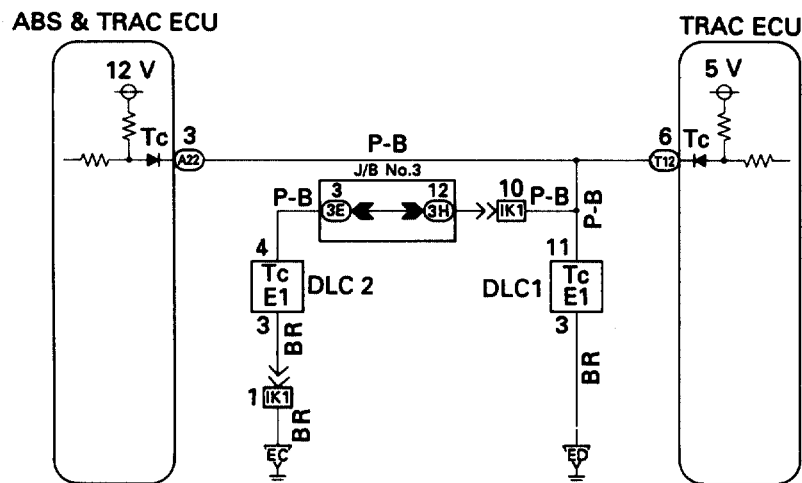 ABS & TRAC ECU
TRAC ECU
12 V
5 V
Tc 3
P-B
6 Tc
A22
T12
J/B No.3
P-B
3
12
10
P-B
3E
3H
IK1
P-B
4
11
Tc
E1
DLC 2
DLC1
Tc
E1
3
3
BR
BR
1 IK1
BR
EC
ED